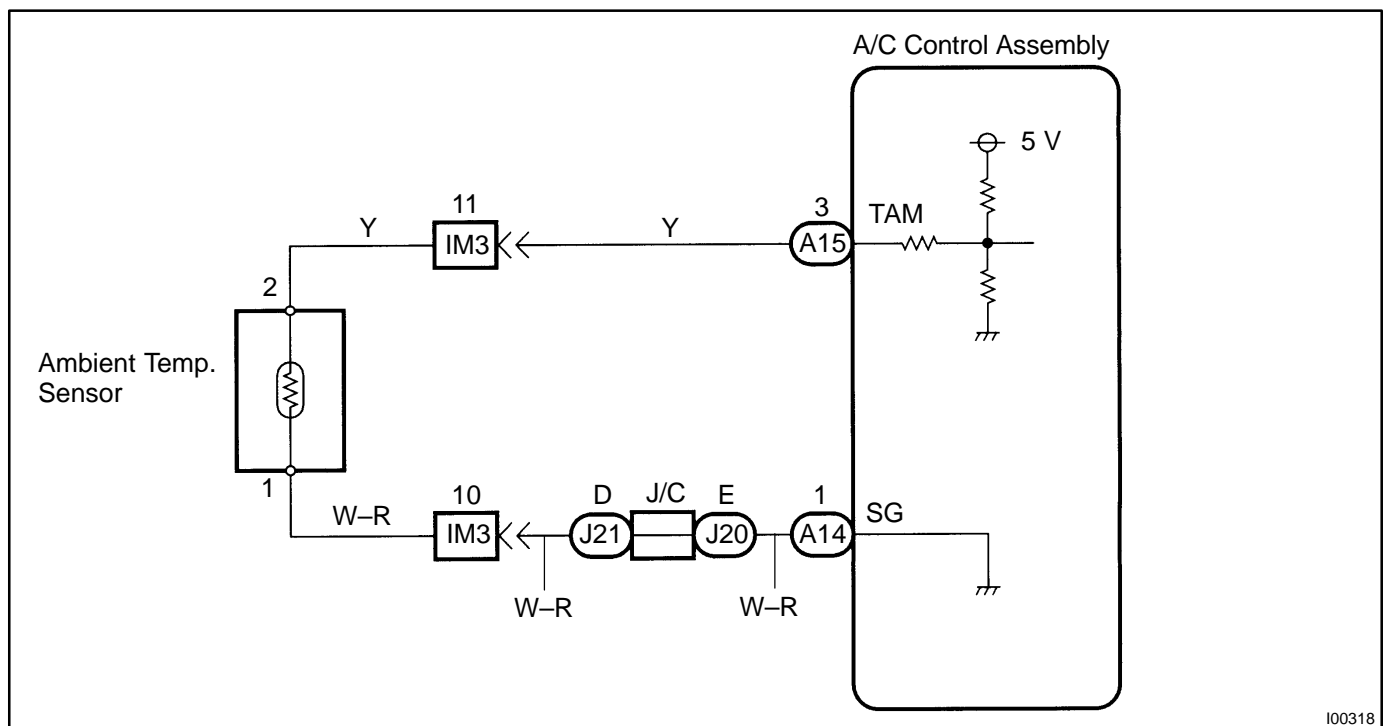 A/C Control Assembly
5 V
11
3
TAM
Y
IM3
Y
A15
2
Ambient Temp.
Sensor
1
10
D
J/C
E
1
SG
W–R
IM3
J21
J20
A14
W–R
W–R
I00318